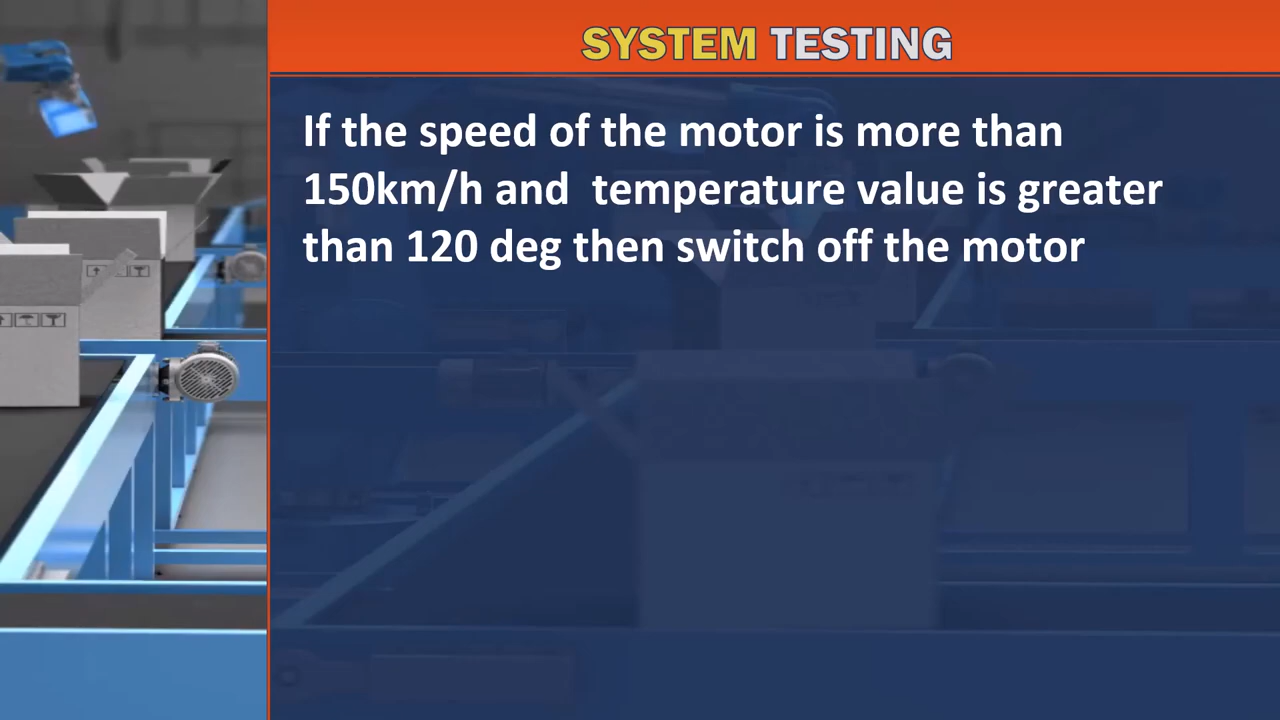 SYSTEM TESTING
If the speed of the motor is more than
150km/h and  temperature value is greater
than 120 deg then switch off the motor